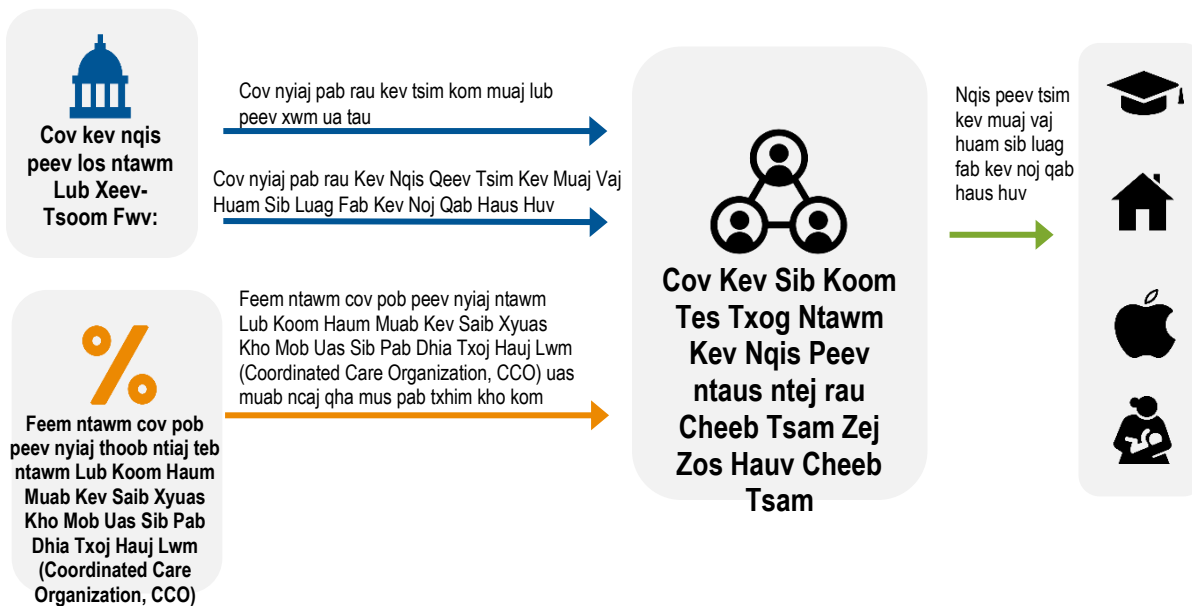 Cov kev nqis
peev los ntawm
Lub Xeev-
Tsoom Fwv:
Cov nyiaj pab rau kev tsim kom muaj lub
peev xwm ua tau
Cov nyiaj pab rau Kev Nqis Qeev Tsim Kev Muaj Vaj
Huam Sib Luag Fab Kev Noj Qab Haus Huv
%
Feem ntawm cov pob
peev nyiaj thoob ntiaj teb
ntawm Lub Koom Haum
Muab Kev Saib Xyuas
Kho Mob Uas Sib Pab
Dhia Txoj Hauj Lwm
(Coordinated Care
Organization, CCO)
Feem ntawm cov pob peev nyiaj ntawm
Lub Koom Haum Muab Kev Saib Xyuas
Kho Mob Uas Sib Pab Dhia Txoj Hauj Lwm
(Coordinated Care Organization, CCO) uas
muab ncaj qha mus pab txhim kho kom
Cov Kev Sib Koom
Tes Txog Ntawm
Kev Nqis Peev
ntaus ntej rau
Cheeb Tsam Zej
Zos Hauv Cheeb
Tsam
Nqis peev tsim
kev muaj vaj
huam sib luag
fab kev noj qab
haus huv